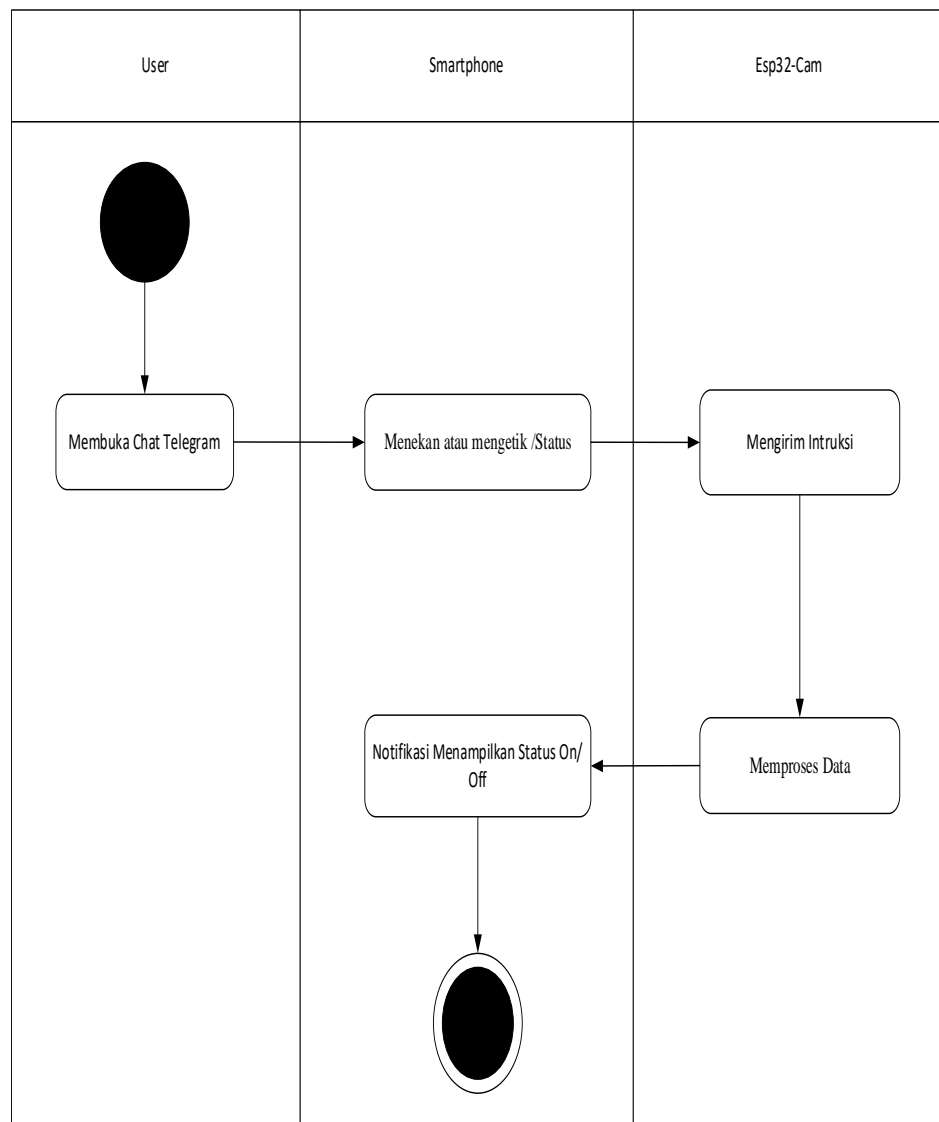 User
Smartphone
Esp32-Cam
Membuka Chat Telegram
Menekan atau mengetik /Status
Mengirim Intruksi
Notifikasi Menampilkan Status On/
Off
Memproses Data